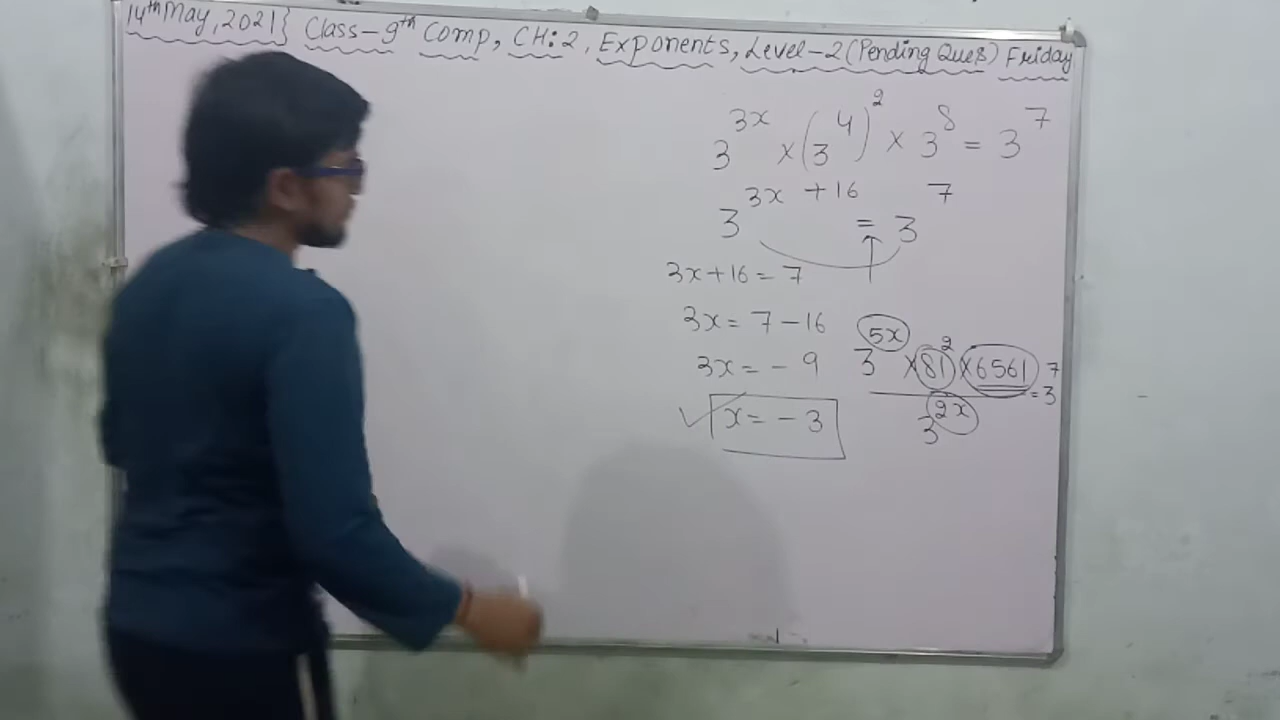 14th May, 2021} Class-9th Comp, CH:2, Exponents, Level-2 (Pending Ques) Friday
3^3x × (3^4)^2 × 3^8 = 3^7
3^3x+16 = 3^7
3x+16 = 7
3x = 7-16
3x = -9
x = -3
3^5x × 81^2 × 6561 / 3^2x = 3^7